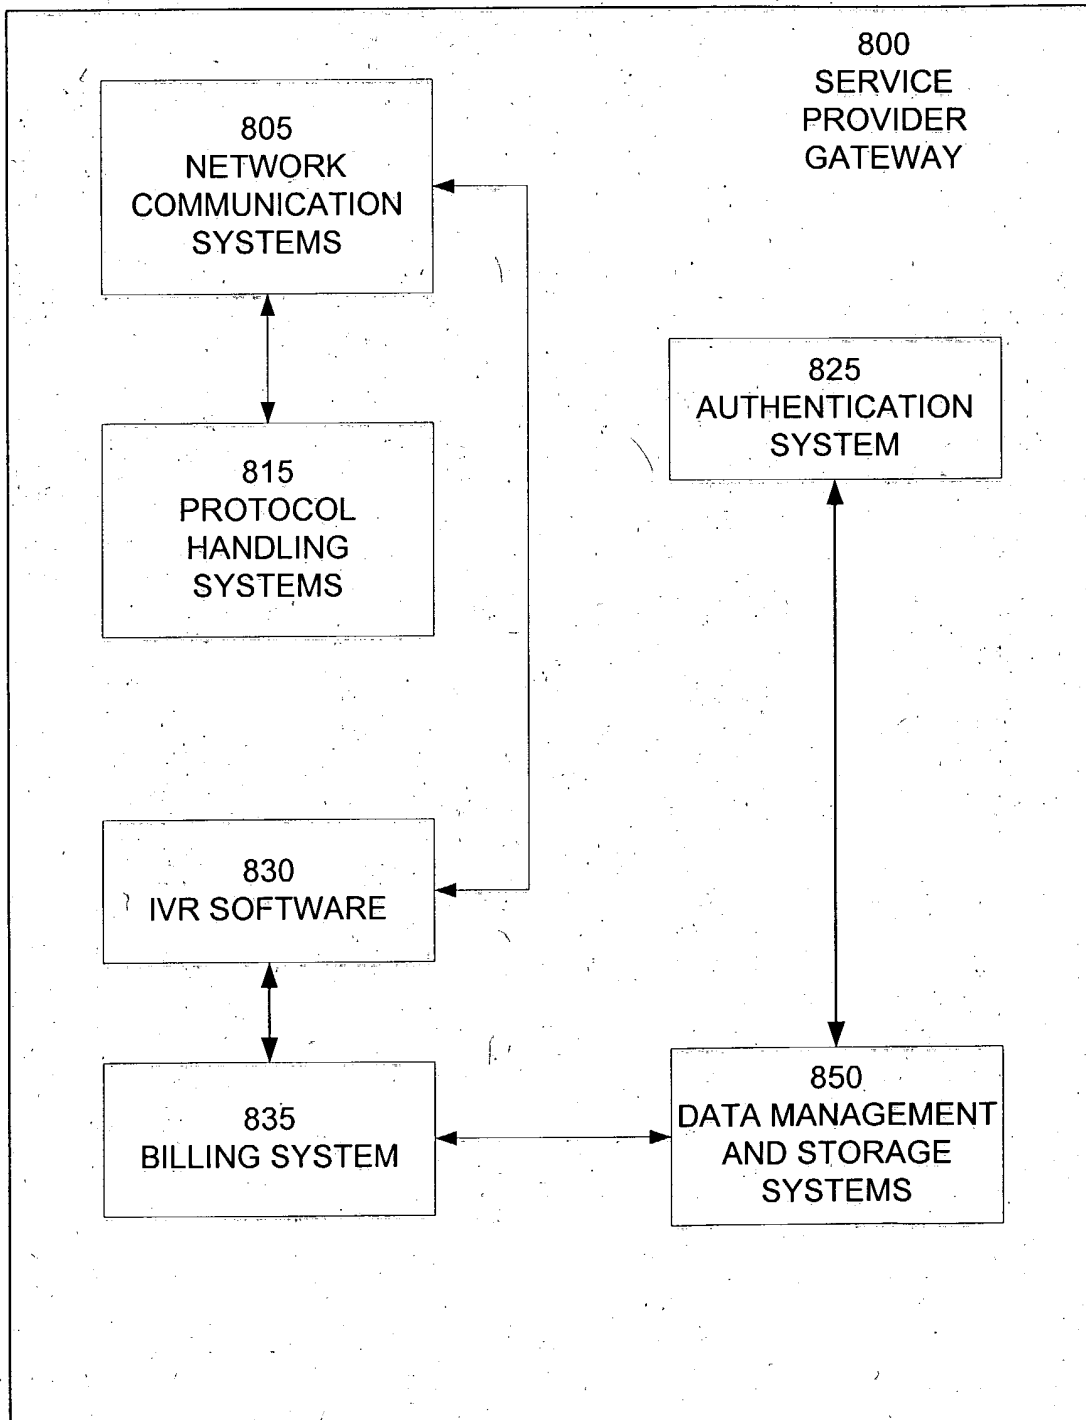 800
SERVICE
PROVIDER
GATEWAY
805
NETWORK
COMMUNICATION
SYSTEMS
825
AUTHENTICATION
SYSTEM
815
PROTOCOL
HANDLING
SYSTEMS
830
IVR SOFTWARE
835
BILLING SYSTEM
850
DATA MANAGEMENT
AND STORAGE
SYSTEMS